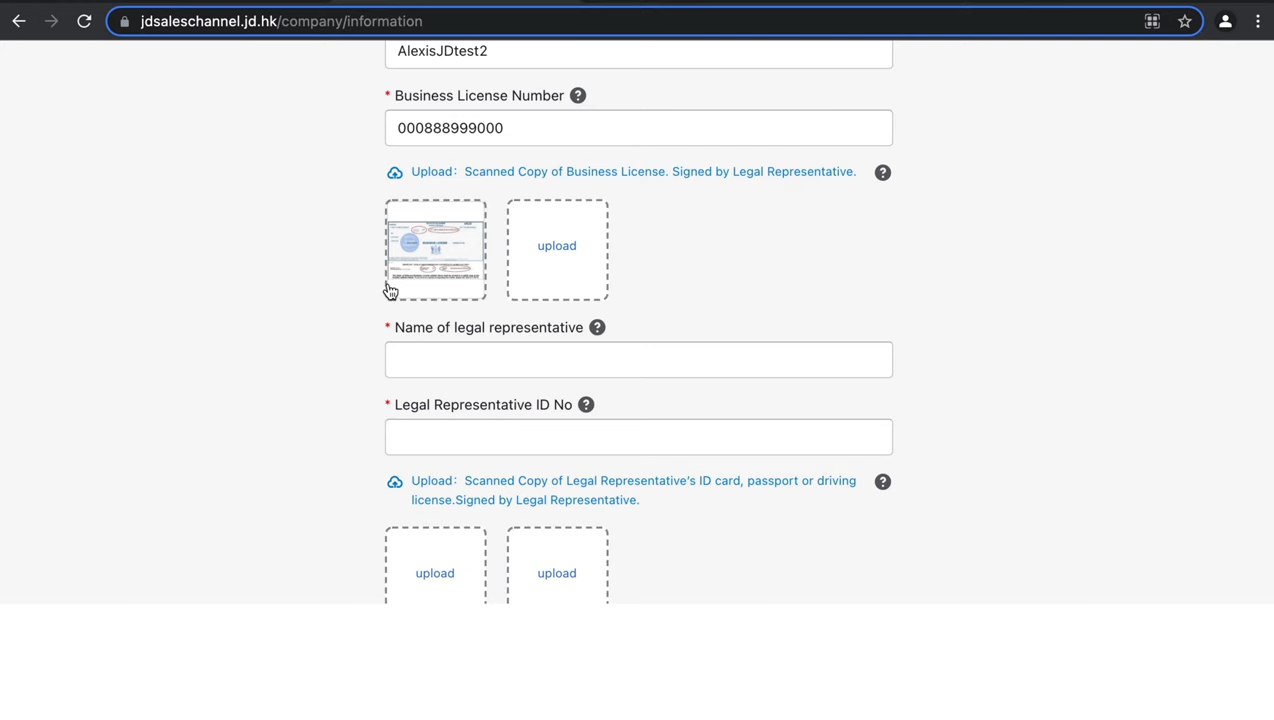 jdsaleschannel.jd.hk/company/information
AlexisJDtest2
* Business License Number ?
000888999000
Upload： Scanned Copy of Business License. Signed by Legal Representative. ?
upload
* Name of legal representative ?
* Legal Representative ID No ?
Upload： Scanned Copy of Legal Representative's ID card, passport or driving ?
license.Signed by Legal Representative.
upload upload